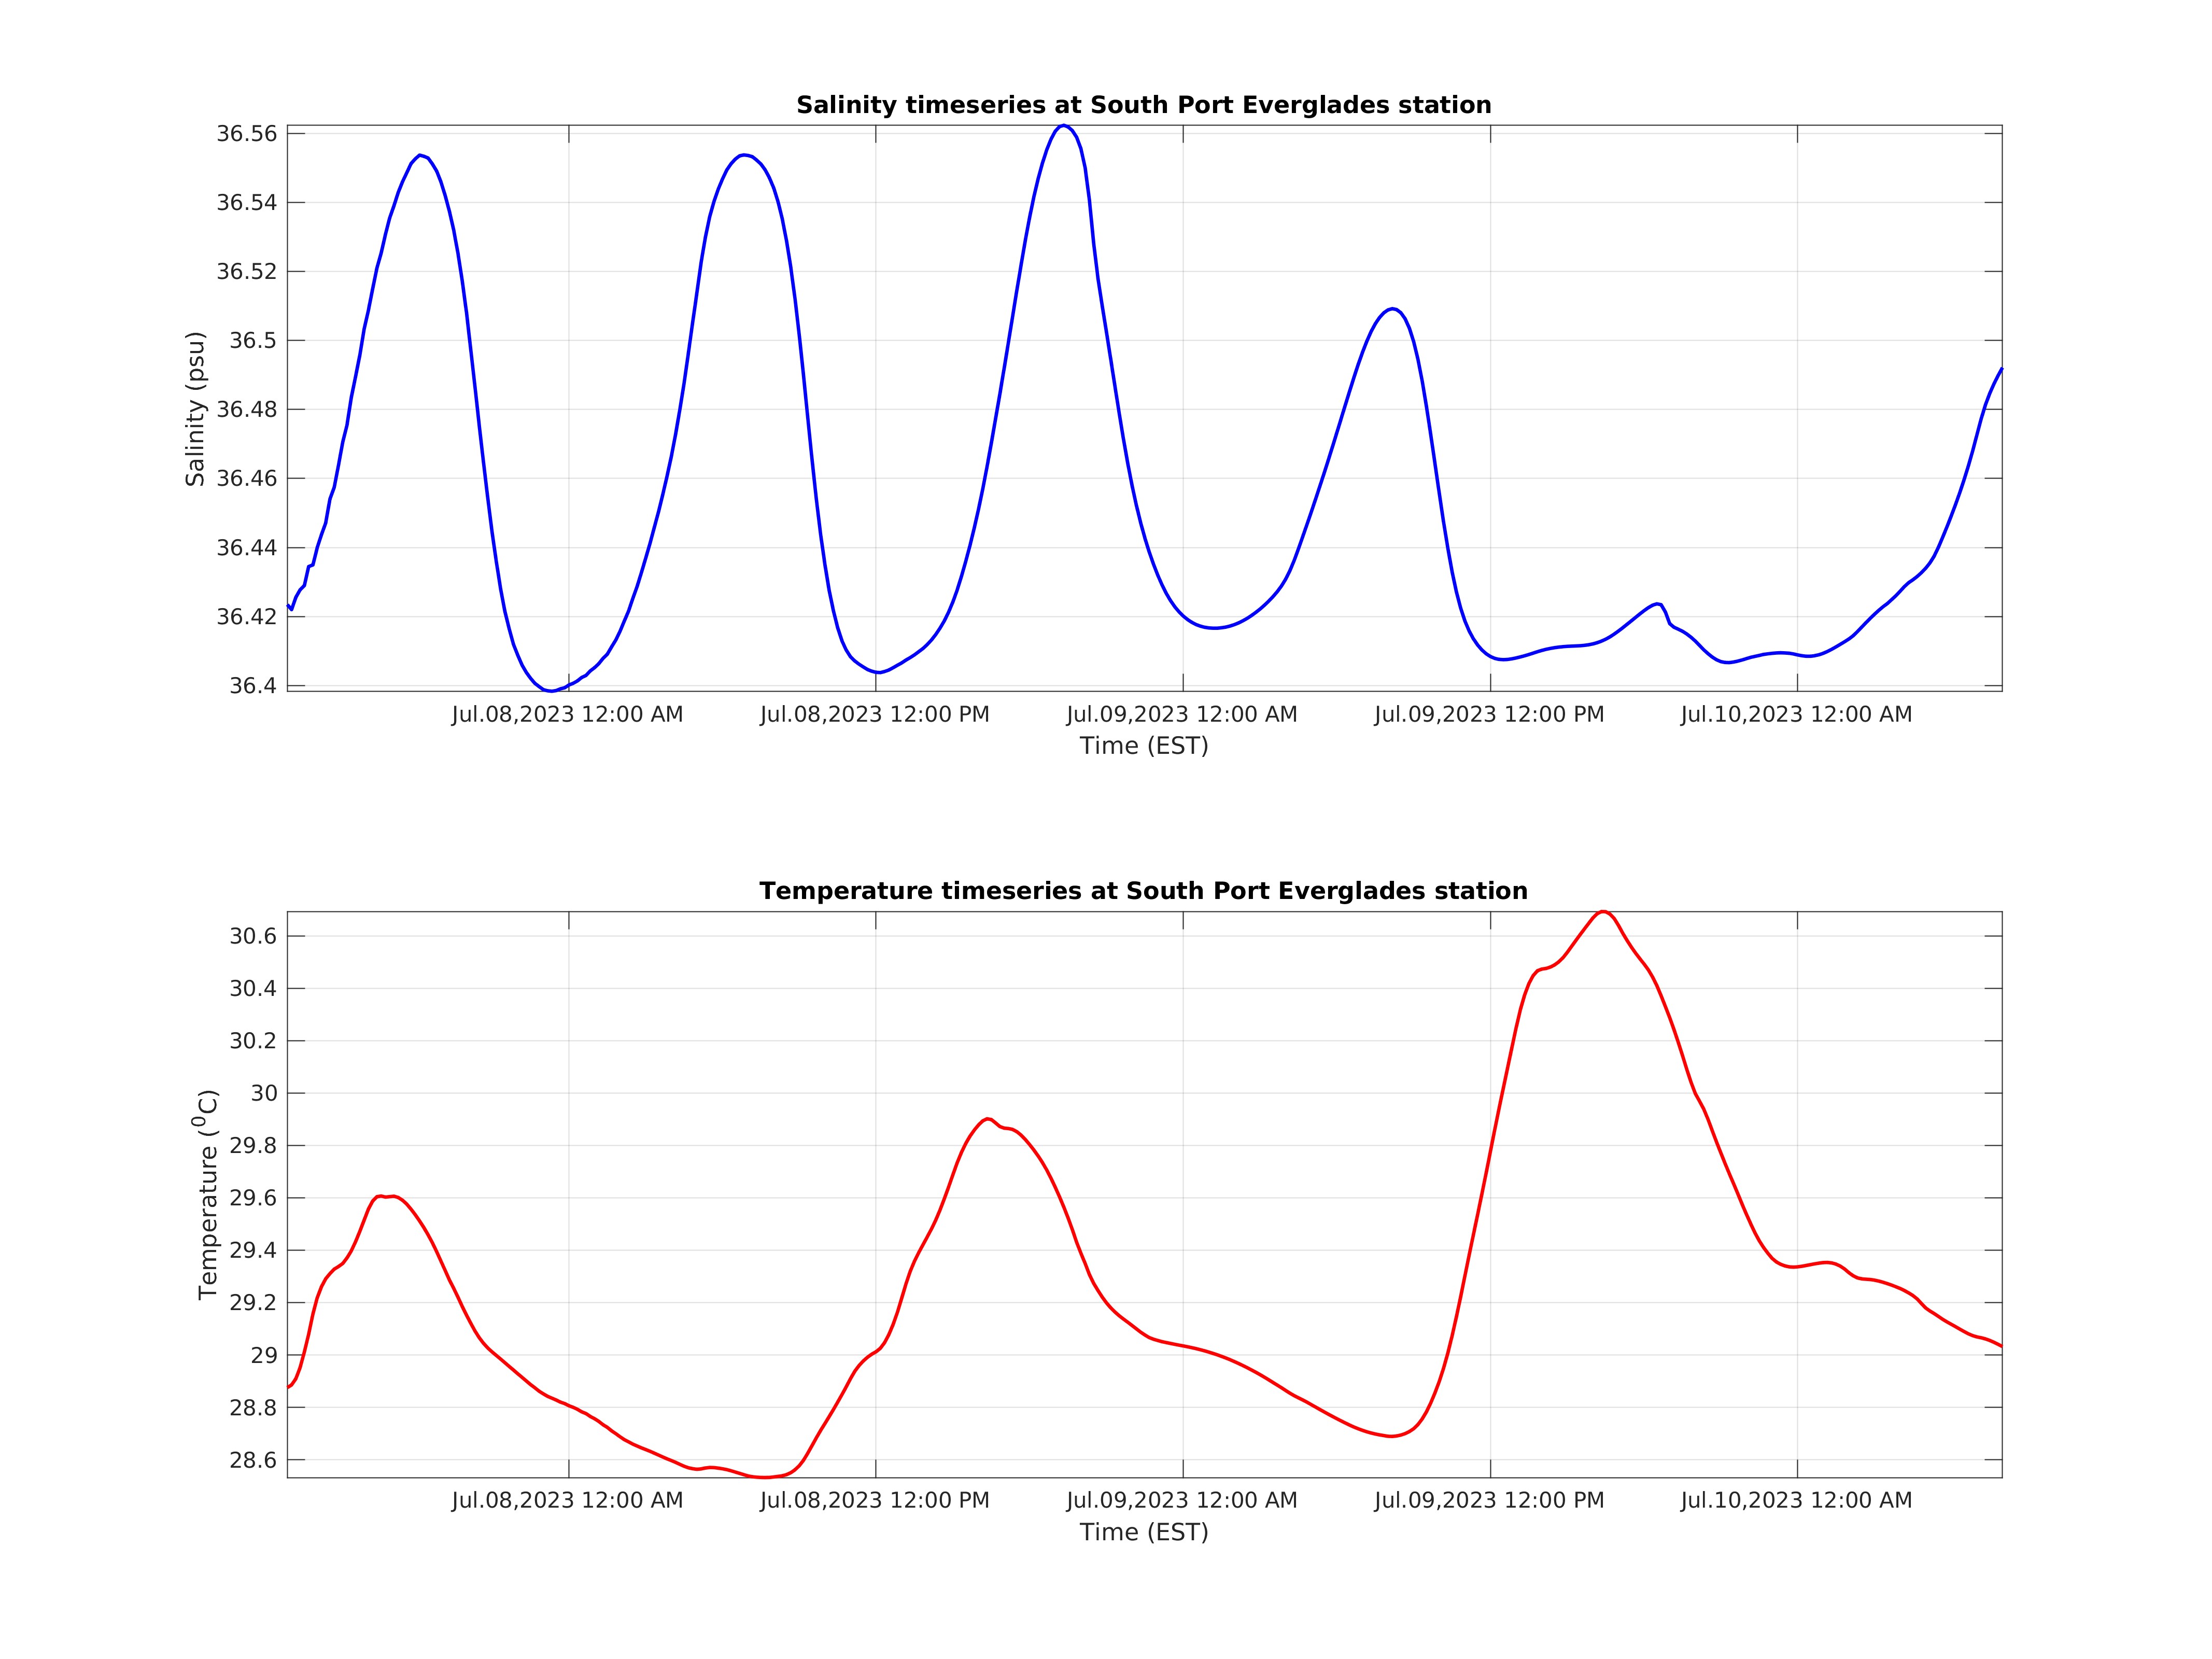 Salinity timeseries at South Port Everglades station
36.56
36.54
36.52
36.5
36.48
36.46
36.44
36.42
36.4
Salinity (psu)
Jul.08,2023 12:00 AM
Jul.08,2023 12:00 PM
Jul.09,2023 12:00 AM
Jul.09,2023 12:00 PM
Jul.10,2023 12:00 AM
Time (EST)
Temperature timeseries at South Port Everglades station
30.6
30.4
30.2
30
29.8
29.6
29.4
29.2
29
28.8
28.6
Temperature (⁰C)
Jul.08,2023 12:00 AM
Jul.08,2023 12:00 PM
Jul.09,2023 12:00 AM
Jul.09,2023 12:00 PM
Jul.10,2023 12:00 AM
Time (EST)